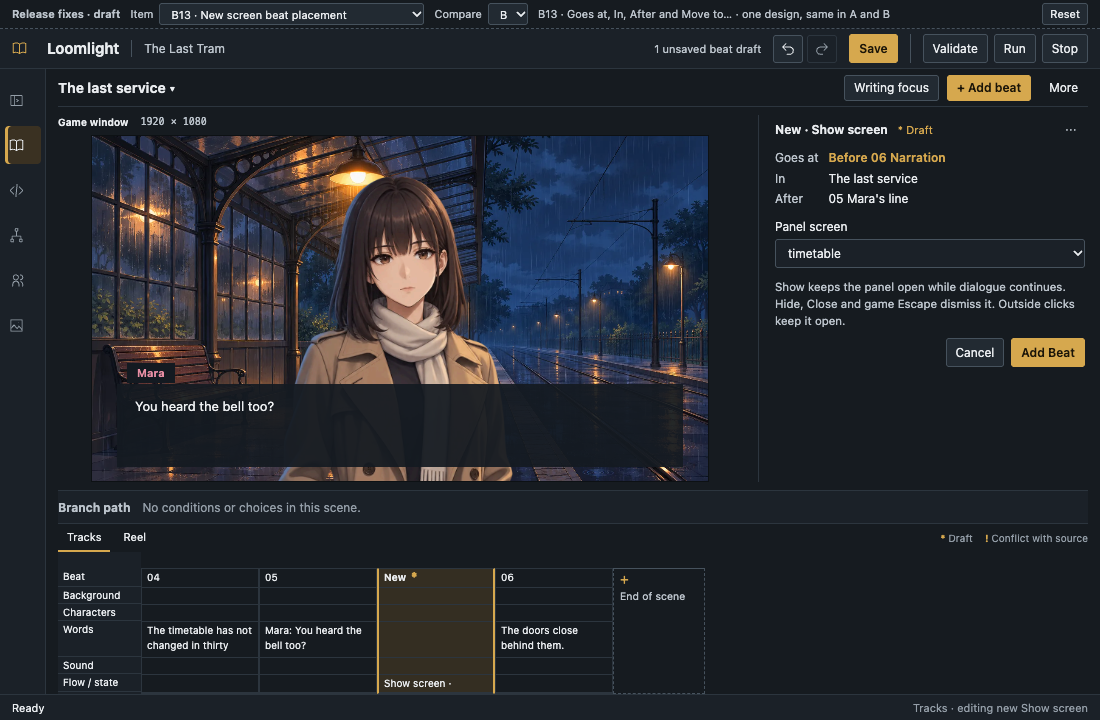 Release fixes · draft Item B13 · New screen beat placement Compare B B13 · Goes at, In, After and Move to... · one design, same in A and B Reset
Loomlight The Last Tram 1 unsaved beat draft Save Validate Run Stop
The last service ▾ Writing focus + Add beat More
Game window 1920 × 1080
New · Show screen * Draft ...
Goes at Before 06 Narration
In The last service
After 05 Mara's line
Panel screen
timetable
Show keeps the panel open while dialogue continues.
Hide, Close and game Escape dismiss it. Outside clicks
keep it open.
Cancel Add Beat
Mara
You heard the bell too?
Branch path No conditions or choices in this scene.
Tracks Reel * Draft ! Conflict with source
Beat 04 05 New 06 +
Background End of scene
Characters
Words The timetable has not Mara: You heard the The doors close
changed in thirty bell too? behind them.
Sound
Flow / state Show screen ·
Ready Tracks · editing new Show screen